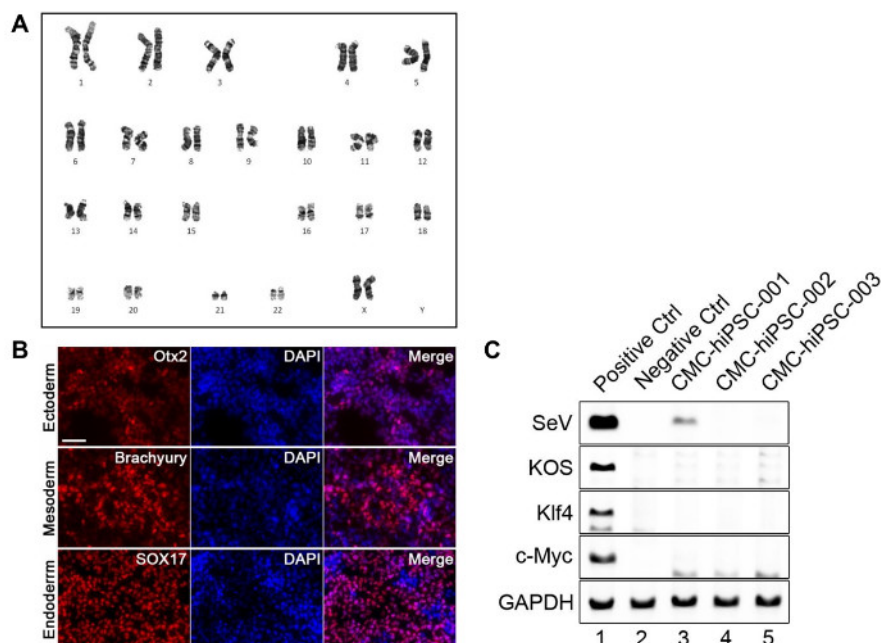 A
1 2 3 4 5
6 7 8 9 10 11 12
13 14 15 16 17 18
19 20 21 22 X Y
B
Otx2 DAPI Merge
Ectoderm
Brachyury DAPI Merge
Mesoderm
SOX17 DAPI Merge
Endoderrm
C
Positive Ctrl
Negative Ctrl
CMC-hiPSC-001
CMC-hiPSC-002
CMC-hiPSC-003
SeV
KOS
Klf4
c-Myc
GAPDH
1 2 3 4 5